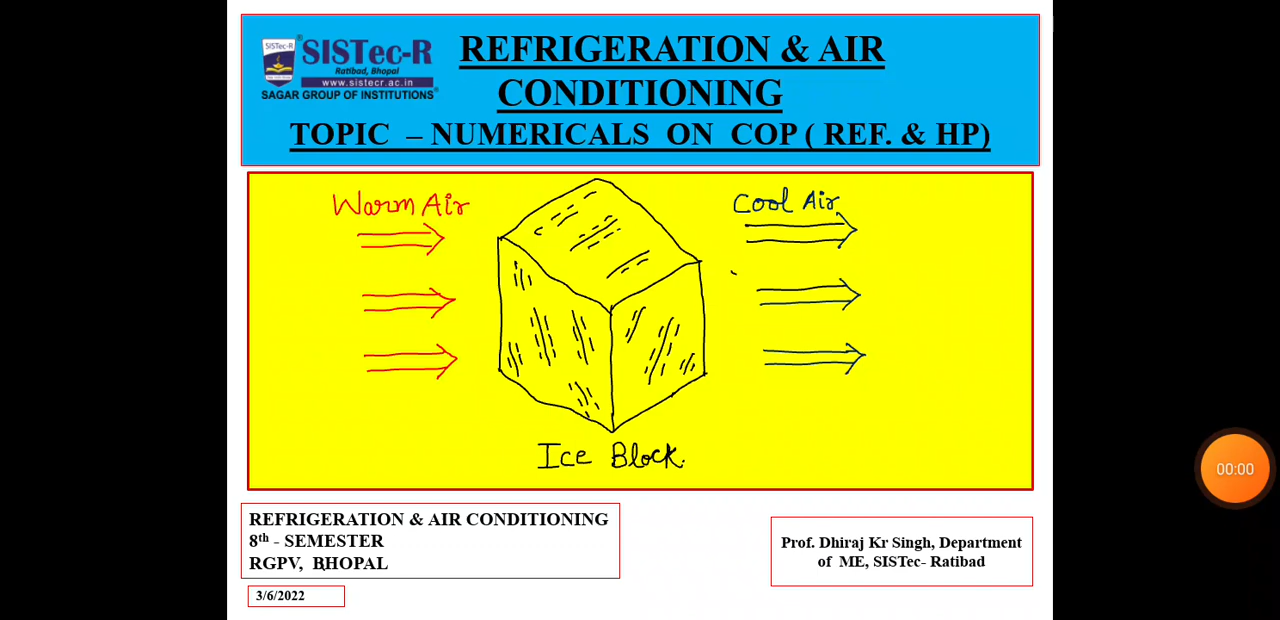 SISTec-R
®
SISTec-R
Ratibad, Bhopal
www.sistecr.ac.in
SAGAR GROUP OF INSTITUTIONS®
REFRIGERATION & AIR
CONDITIONING
TOPIC – NUMERICALS ON COP ( REF. & HP)
Warm Air
Cool Air
Ice Block.
REFRIGERATION & AIR CONDITIONING
8th - SEMESTER
RGPV, BHOPAL
Prof. Dhiraj Kr Singh, Department
of ME, SISTec- Ratibad
3/6/2022
00:00